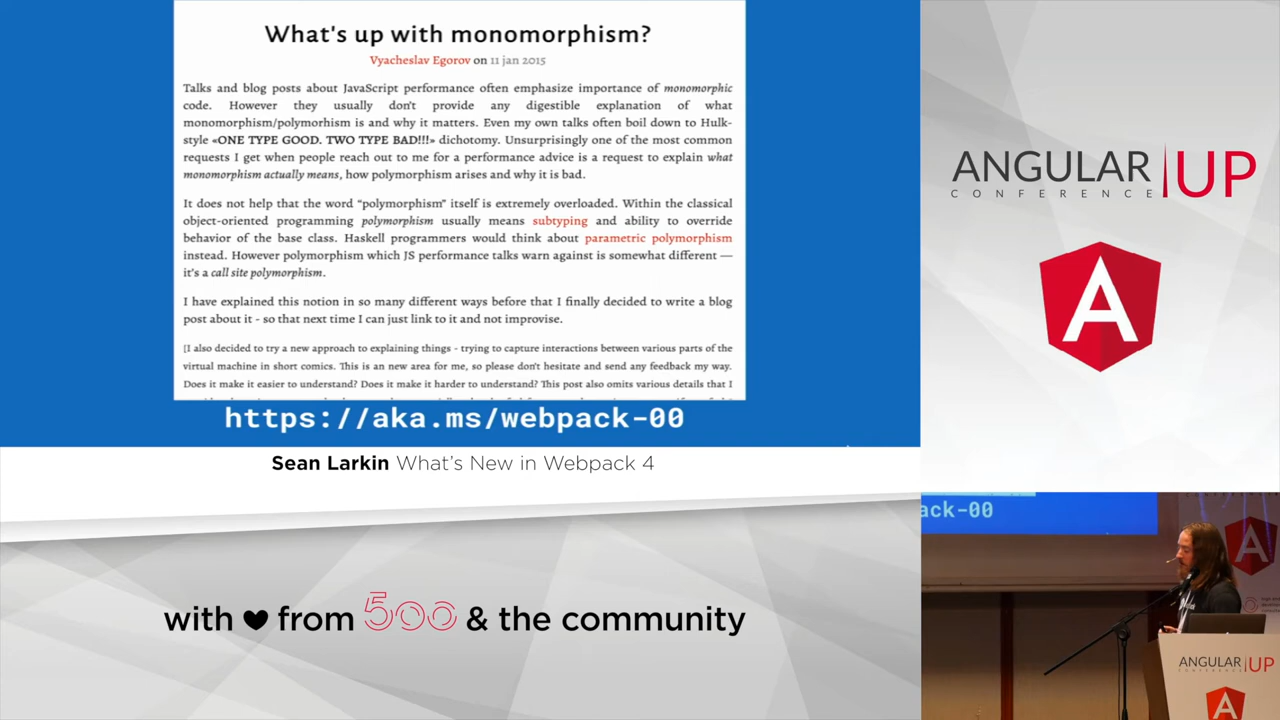 What's up with monomorphism?
Vyacheslav Egorov on 11 jan 2015
Talks and blog posts about JavaScript performance often emphasize importance of monomorphic
code. However they usually don't provide any digestible explanation of what
monomorphism/polymorhism is and why it matters. Even my own talks often boil down to Hulk-
style «ONE TYPE GOOD. TWO TYPE BAD!!!» dichotomy. Unsurprisingly one of the most common
requests I get when people reach out to me for a performance advice is a request to explain what
monomorphism actually means, how polymorphism arises and why it is bad.
It does not help that the word “polymorphism” itself is extremely overloaded. Within the classical
object-oriented programming polymorphism usually means subtyping and ability to override
behavior of the base class. Haskell programmers would think about parametric polymorphism
instead. However polymorphism which JS performance talks warn against is somewhat different —
it's a call site polymorphism.
I have explained this notion in so many different ways before that I finally decided to write a blog
post about it - so that next time I can just link to it and not improvise.
[I also decided to try a new approach to explaining things - trying to capture interactions between various parts of the
virtual machine in short comics. This is an new area for me, so please don't hesitate and send any feedback my way.
Does it make it easier to understand? Does it make it harder to understand? This post also omits various details that I
https://aka.ms/webpack-00
Sean Larkin What's New in Webpack 4
with ♥ from 500 & the community
ANGULAR UP
CONFERENCE
A
ack-00
A
ANGULAR UP
CONFERENCE
A